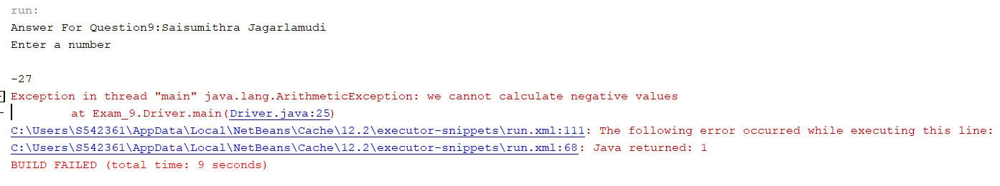 run:
Answer For Question9:Saisumithra Jagarlamudi
Enter a number
-27
Exception in thread "main" java.lang.ArithmeticException: we cannot calculate negative values
at Exam_9.Driver.main(Driver.java:25)
C:\Users\S542361\AppData\Local\NetBeans\Cache\12.2\executor-snippets\run.xml:111: The following error occurred while executing this line:
C:\Users\S542361\AppData\Local\NetBeans\Cache\12.2\executor-snippets\run.xml:68: Java returned: 1
BUILD FAILED (total time: 9 seconds)